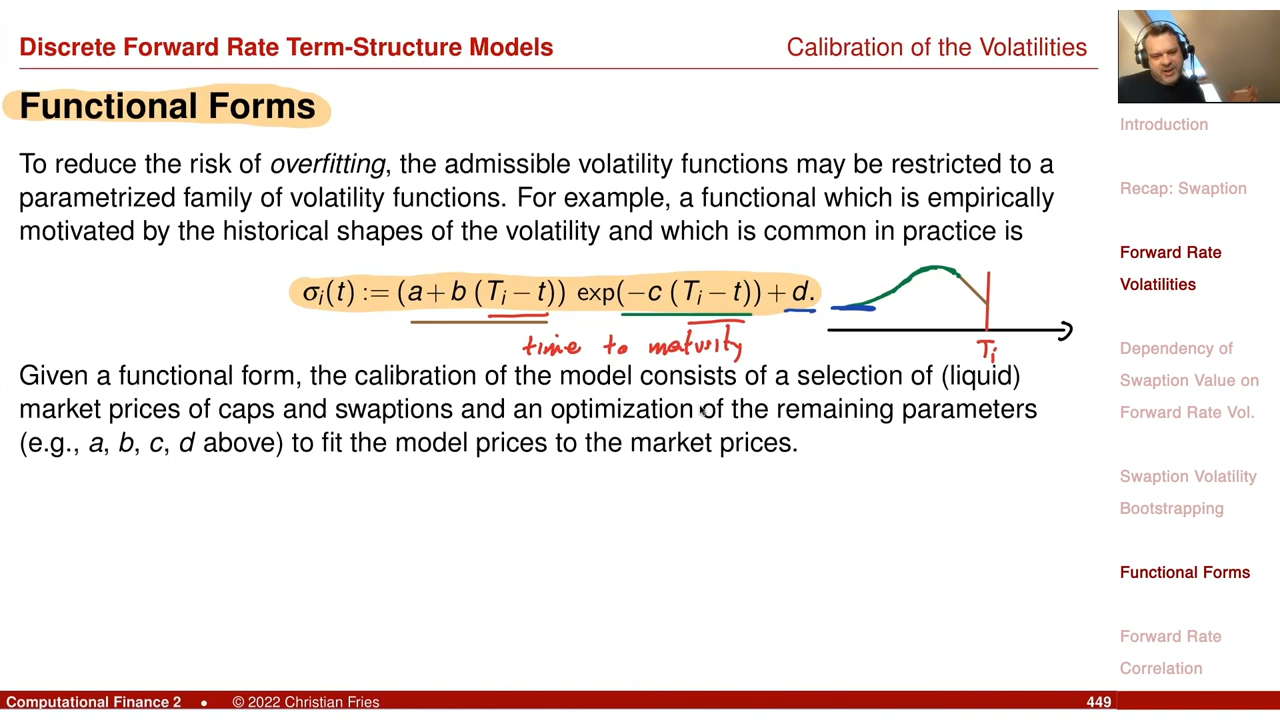 Discrete Forward Rate Term-Structure Models
Calibration of the Volatilities
Functional Forms
To reduce the risk of overfitting, the admissible volatility functions may be restricted to a
parametrized family of volatility functions. For example, a functional which is empirically
motivated by the historical shapes of the volatility and which is common in practice is
σᵢ(t) := (a + b (Tᵢ − t)) exp(−c (Tᵢ − t)) + d.
time to maturity
Tᵢ
Given a functional form, the calibration of the model consists of a selection of (liquid)
market prices of caps and swaptions and an optimization of the remaining parameters
(e.g., a, b, c, d above) to fit the model prices to the market prices.
Introduction
Recap: Swaption
Forward Rate
Volatilities
Dependency of
Swaption Value on
Forward Rate Vol.
Swaption Volatility
Bootstrapping
Functional Forms
Forward Rate
Correlation
Computational Finance 2 • © 2022 Christian Fries
449